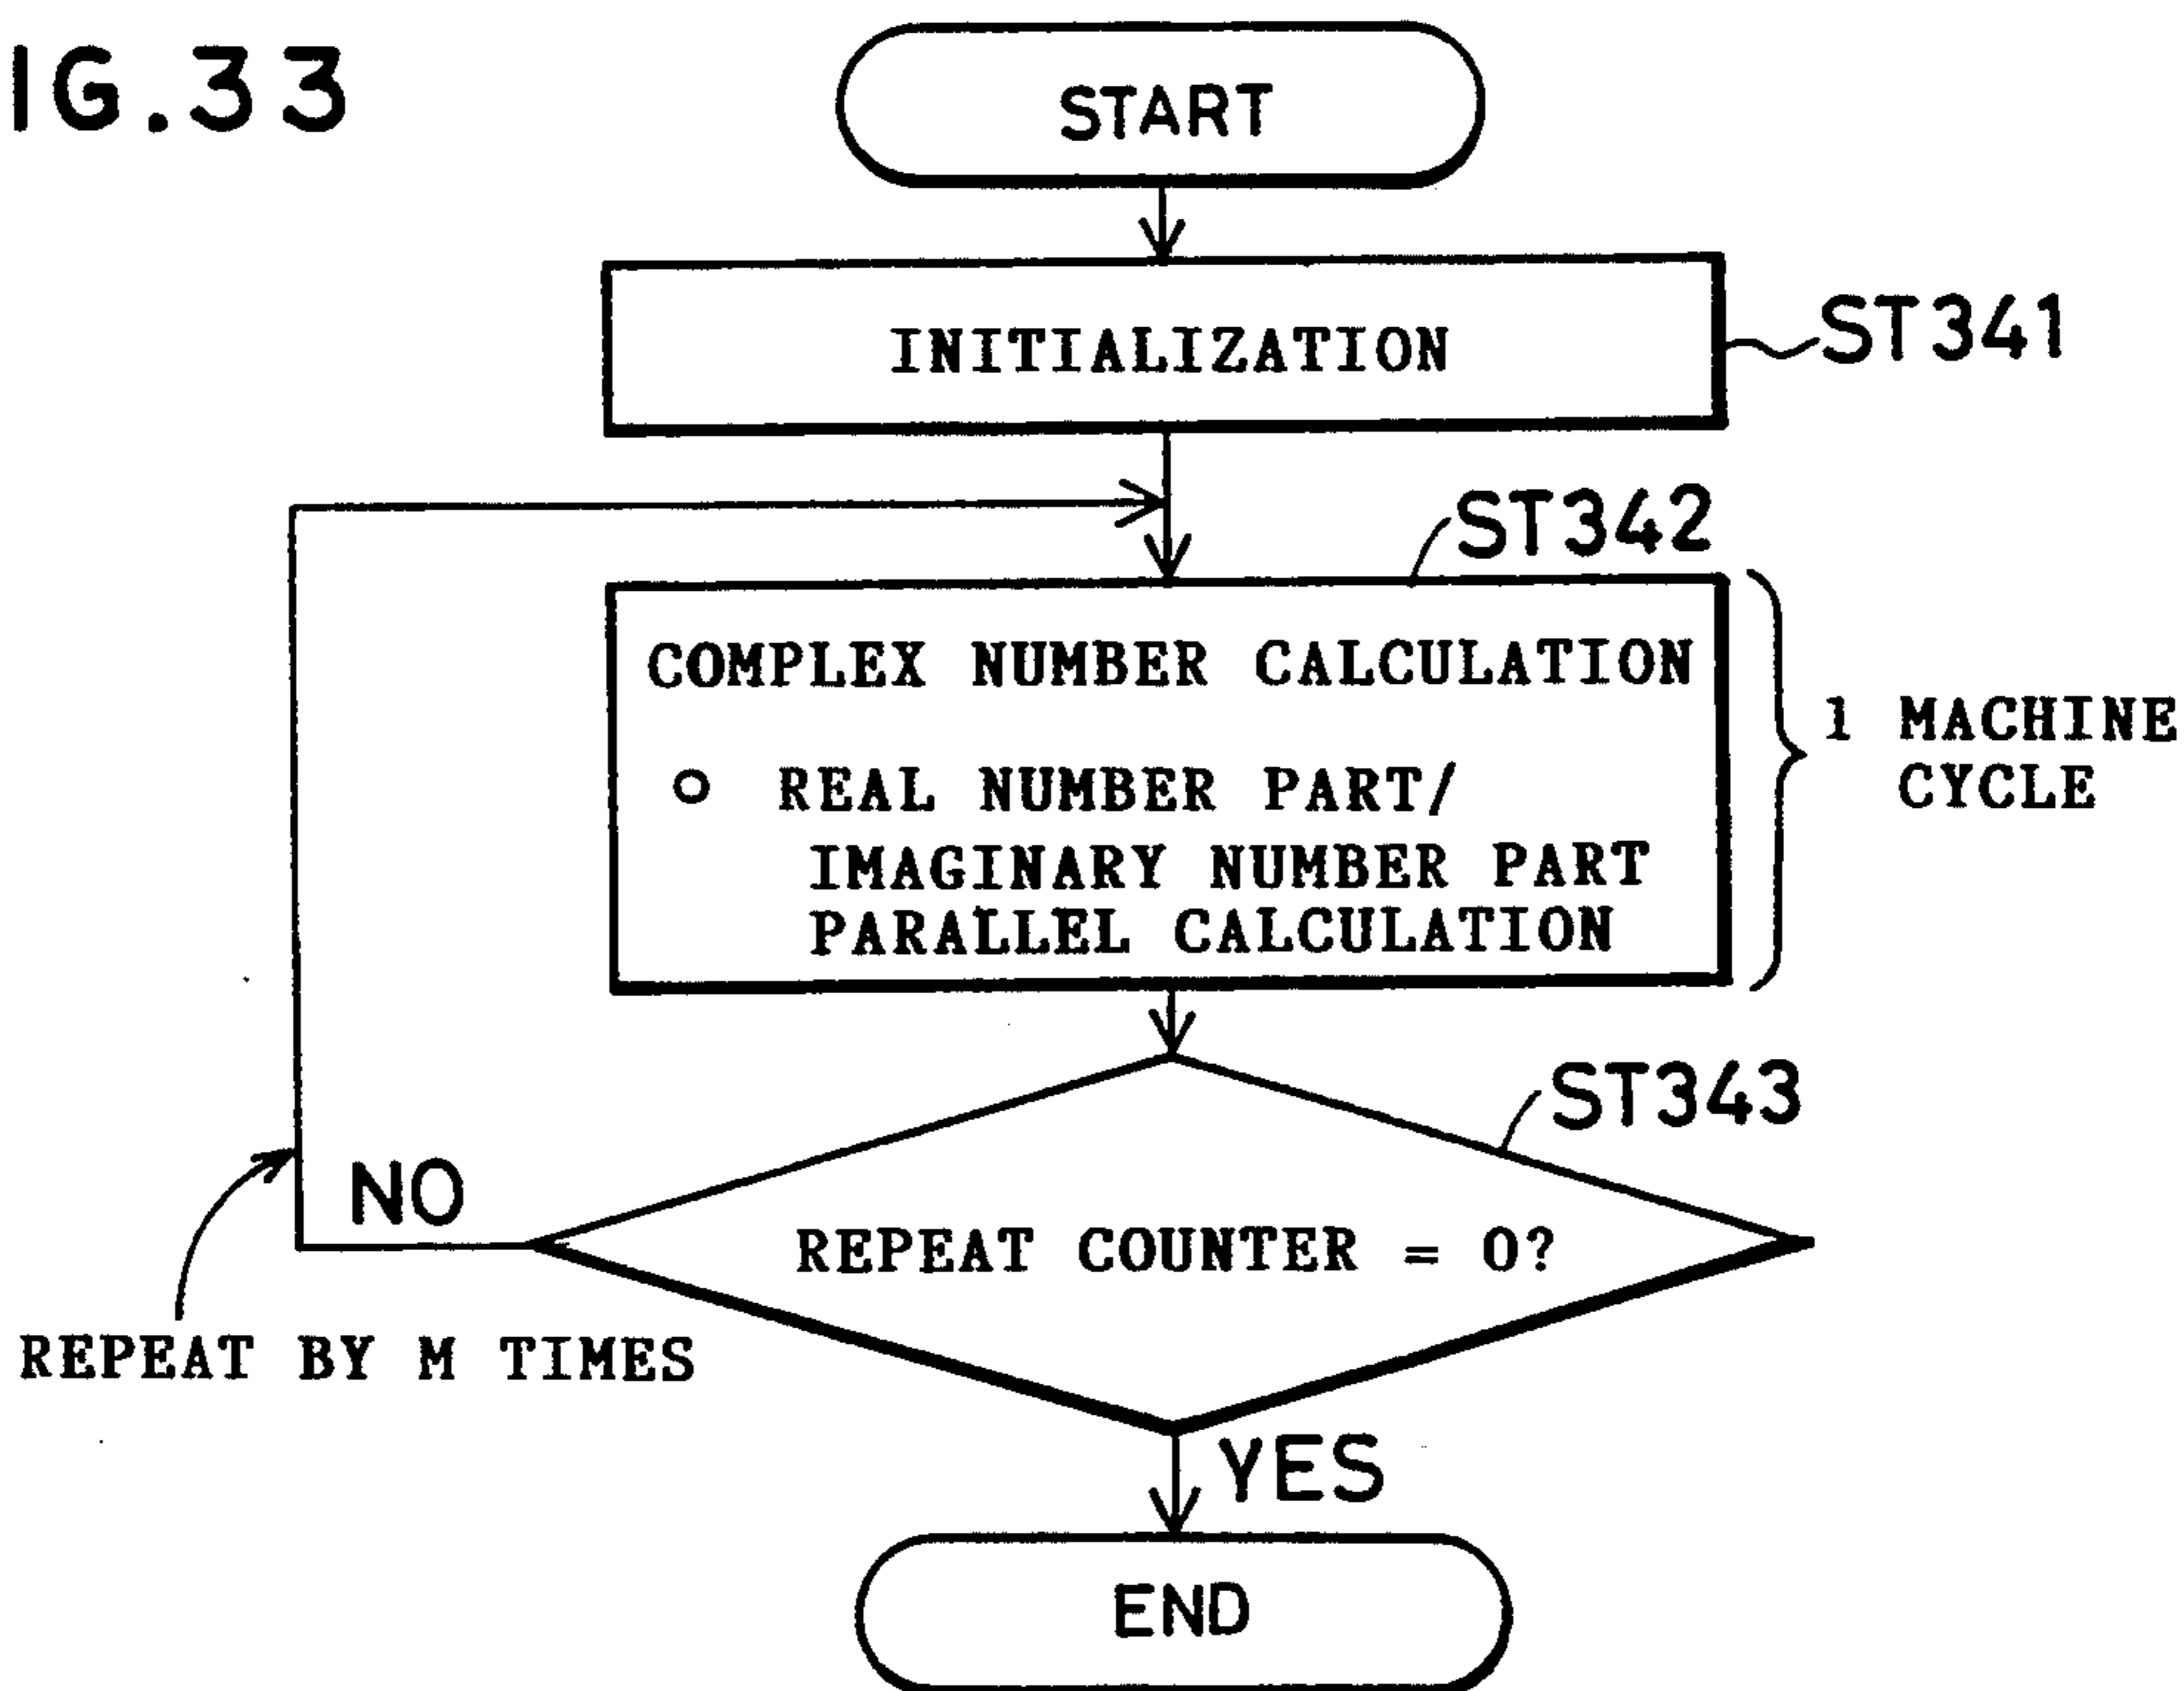 IG.33
START
INITIALIZATION
ST341
ST342
COMPLEX NUMBER CALCULATION
○ REAL NUMBER PART/
IMAGINARY NUMBER PART
PARALLEL CALCULATION
1 MACHINE
CYCLE
ST343
NO
REPEAT COUNTER = 0?
REPEAT BY M TIMES
YES
END